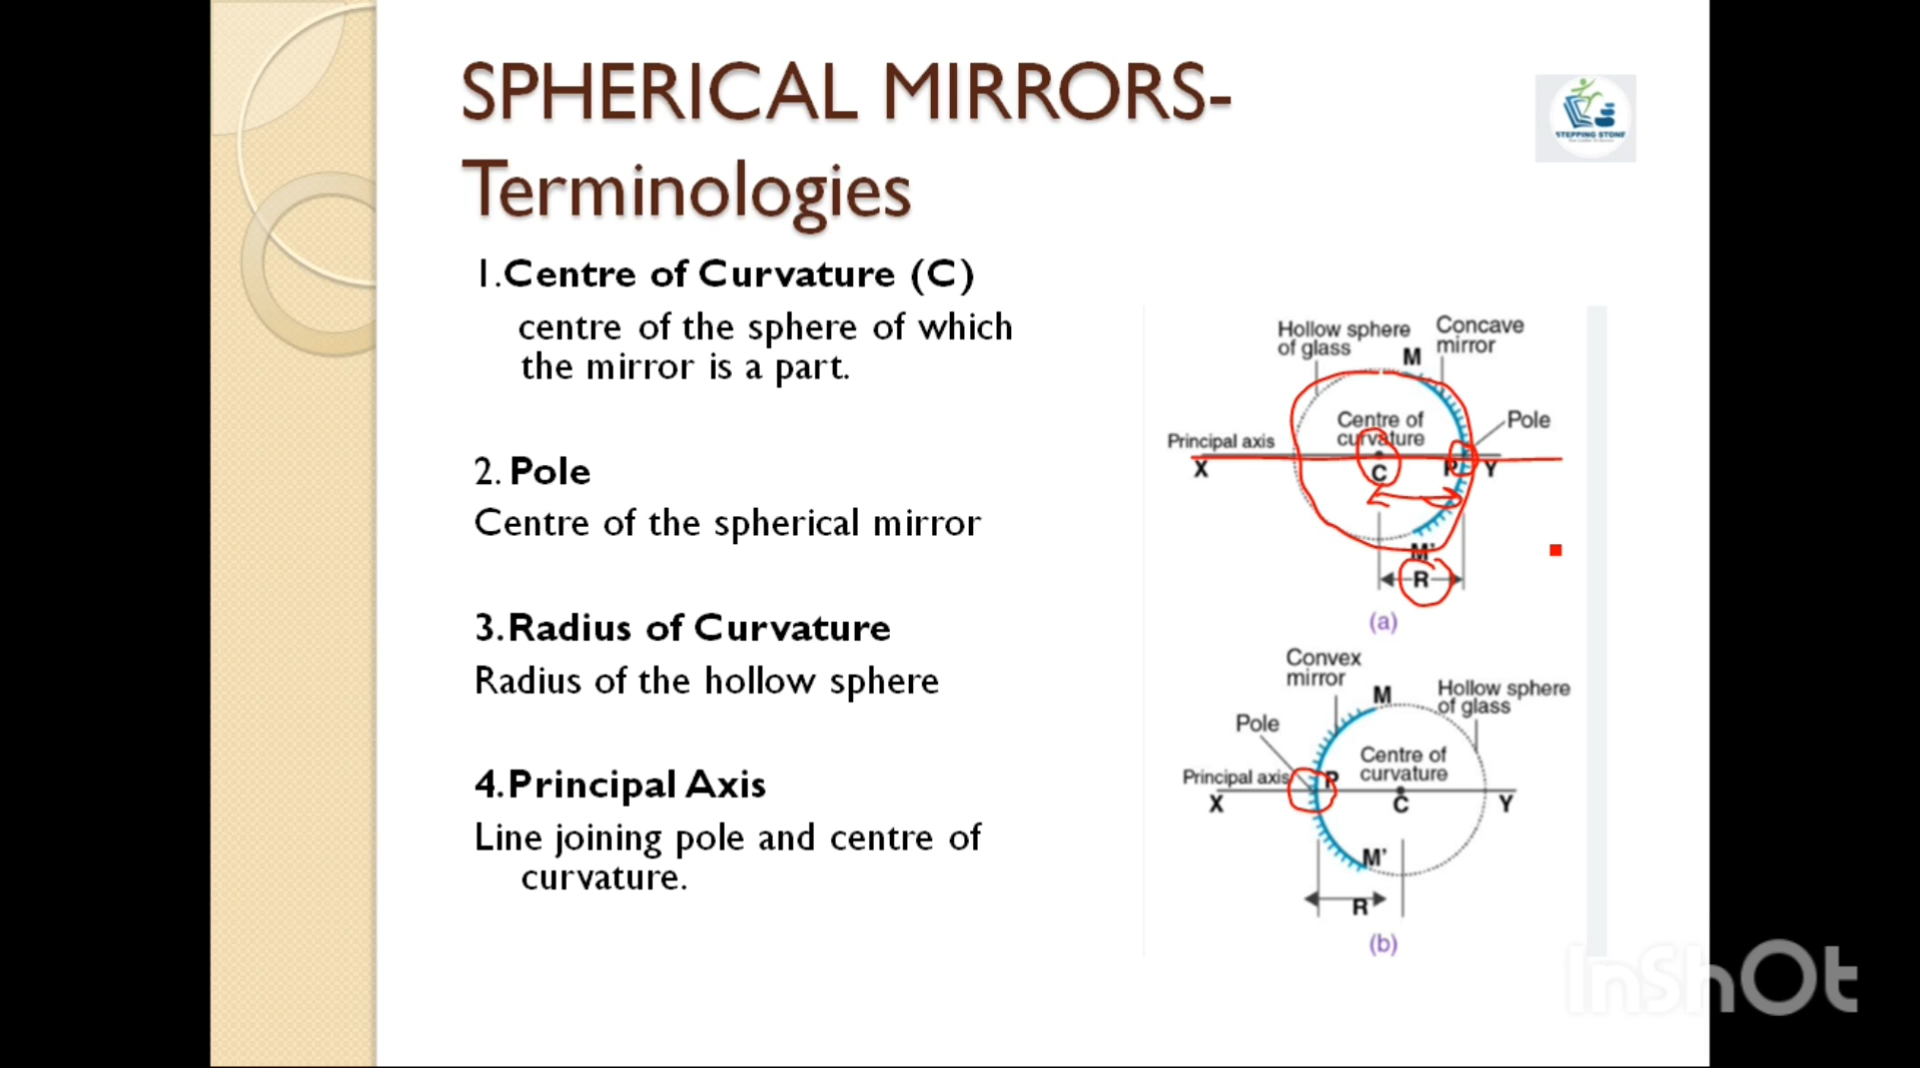 SPHERICAL MIRRORS-
Terminologies
STEPPING STONE
1.Centre of Curvature (C)
centre of the sphere of which
the mirror is a part.
2. Pole
Centre of the spherical mirror
3.Radius of Curvature
Radius of the hollow sphere
4.Principal Axis
Line joining pole and centre of
curvature.
Hollow sphere
of glass
M
Concave
mirror
Centre of
curvature
Pole
Principal axis
X
C
P
Y
M'
R
(a)
Convex
mirror
M
Hollow sphere
of glass
Pole
Centre of
curvature
Principal axis
P
X
C
Y
M'
R
(b)
InShOt